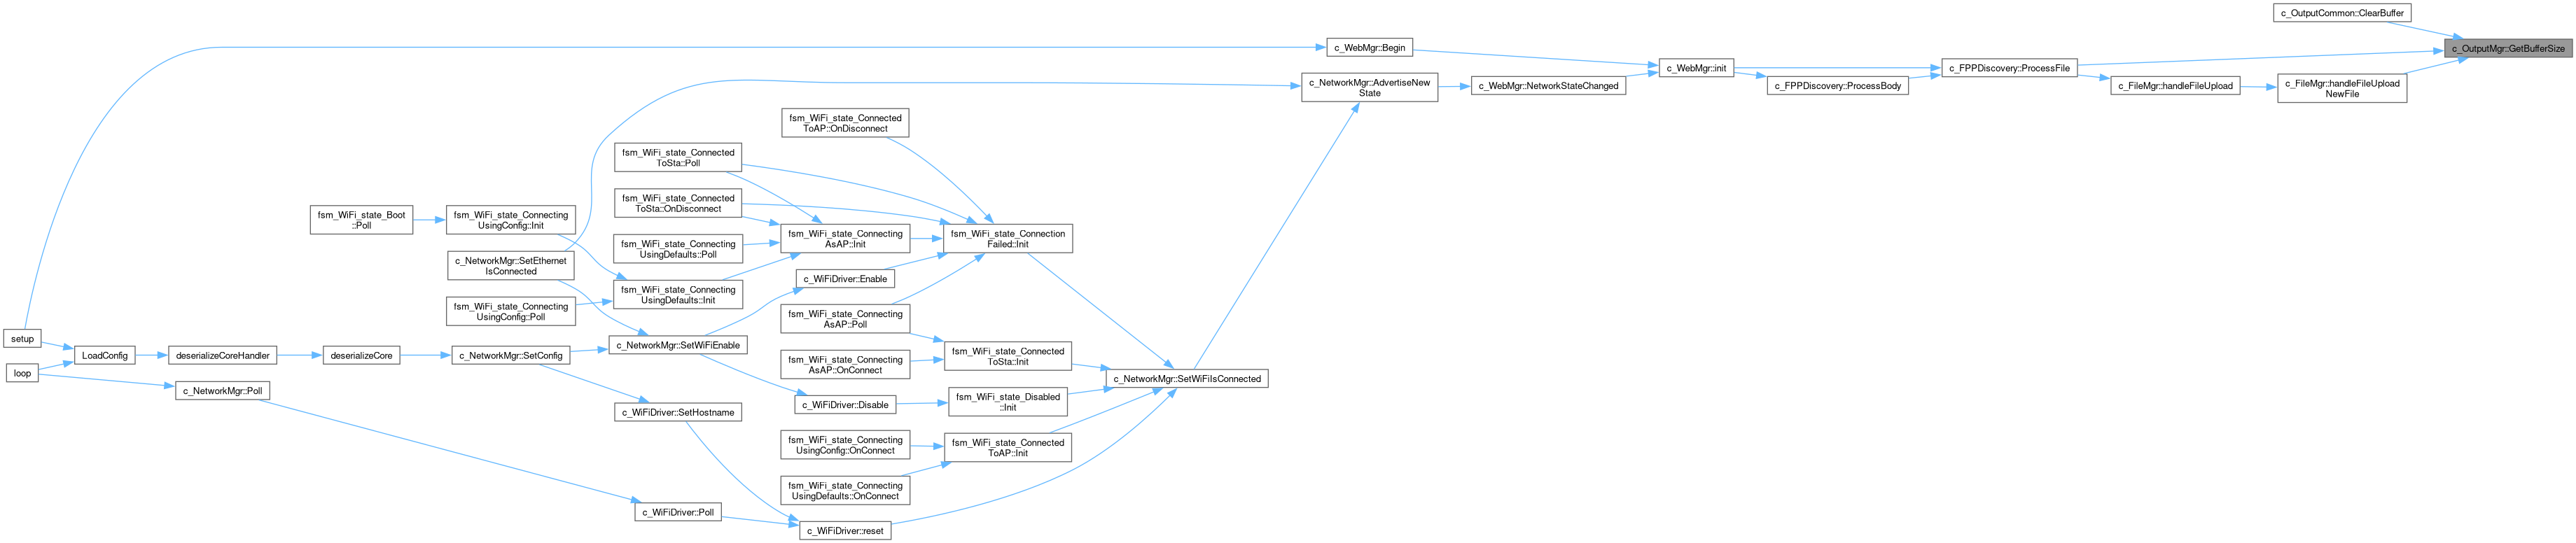 c_OutputCommon::ClearBuffer
c_OutputMgr::GetBufferSize
c_WebMgr::Begin
c_WebMgr::init
c_FPPDiscovery::ProcessFile
c_NetworkMgr::AdvertiseNew
State
c_WebMgr::NetworkStateChanged
c_FPPDiscovery::ProcessBody
c_FileMgr::handleFileUpload
c_FileMgr::handleFileUpload
NewFile
fsm_WiFi_state_Connected
ToAP::OnDisconnect
fsm_WiFi_state_Connected
ToSta::Poll
fsm_WiFi_state_Connected
ToSta::OnDisconnect
fsm_WiFi_state_Boot
::Poll
fsm_WiFi_state_Connecting
UsingConfig::Init
fsm_WiFi_state_Connecting
UsingDefaults::Poll
fsm_WiFi_state_Connecting
AsAP::Init
fsm_WiFi_state_Connection
Failed::Init
c_NetworkMgr::SetEthernet
IsConnected
c_WiFiDriver::Enable
fsm_WiFi_state_Connecting
UsingConfig::Poll
fsm_WiFi_state_Connecting
UsingDefaults::Init
fsm_WiFi_state_Connecting
AsAP::Poll
setup
LoadConfig
deserializeCoreHandler
deserializeCore
c_NetworkMgr::SetConfig
c_NetworkMgr::SetWiFiEnable
fsm_WiFi_state_Connecting
AsAP::OnConnect
fsm_WiFi_state_Connected
ToSta::Init
loop
c_NetworkMgr::Poll
c_NetworkMgr::SetWiFiIsConnected
c_WiFiDriver::SetHostname
c_WiFiDriver::Disable
fsm_WiFi_state_Disabled
::Init
fsm_WiFi_state_Connecting
UsingConfig::OnConnect
fsm_WiFi_state_Connected
ToAP::Init
fsm_WiFi_state_Connecting
UsingDefaults::OnConnect
c_WiFiDriver::Poll
c_WiFiDriver::reset